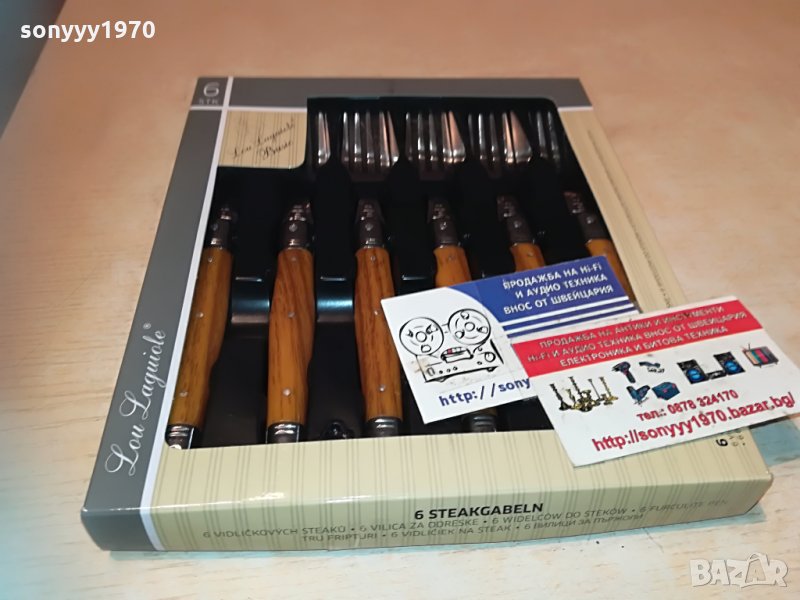 sonyyy1970
6
STK
Lou Laguiole
Basic
Lou Laguiole®
ПРОДАЖБА НА Hi-Fi
И АУДИО ТЕХНИКА
ВНОС ОТ ШВЕЙЦАРИЯ
http://sony
ПРОДАЖБА НА АНТИКИ И ИНСТРУМЕНТИ
Hi-Fi И АУДИО ТЕХНИКА ВНОС ОТ ШВЕЙЦАРИЯ
ЕЛЕКТРОНИКА И БИТОВА ТЕХНИКА
тел.: 0878 324170
http://sonyyy1970.bazar.bg/
6 STEAKGABELN
6 VIDLIČKOVÝCH STEAKŮ • 6 VILICA ZA ODRESKE • 6 WIDELCÓW DO STEKÓW • 6 FURCULIȚE PEN
TRU FRIPTURI • 6 VIDLIČIEK NA STEAK • 6 ВИЛИЦИ ЗА ПЪРЖОЛИ
sonyyy1970
BAZAR